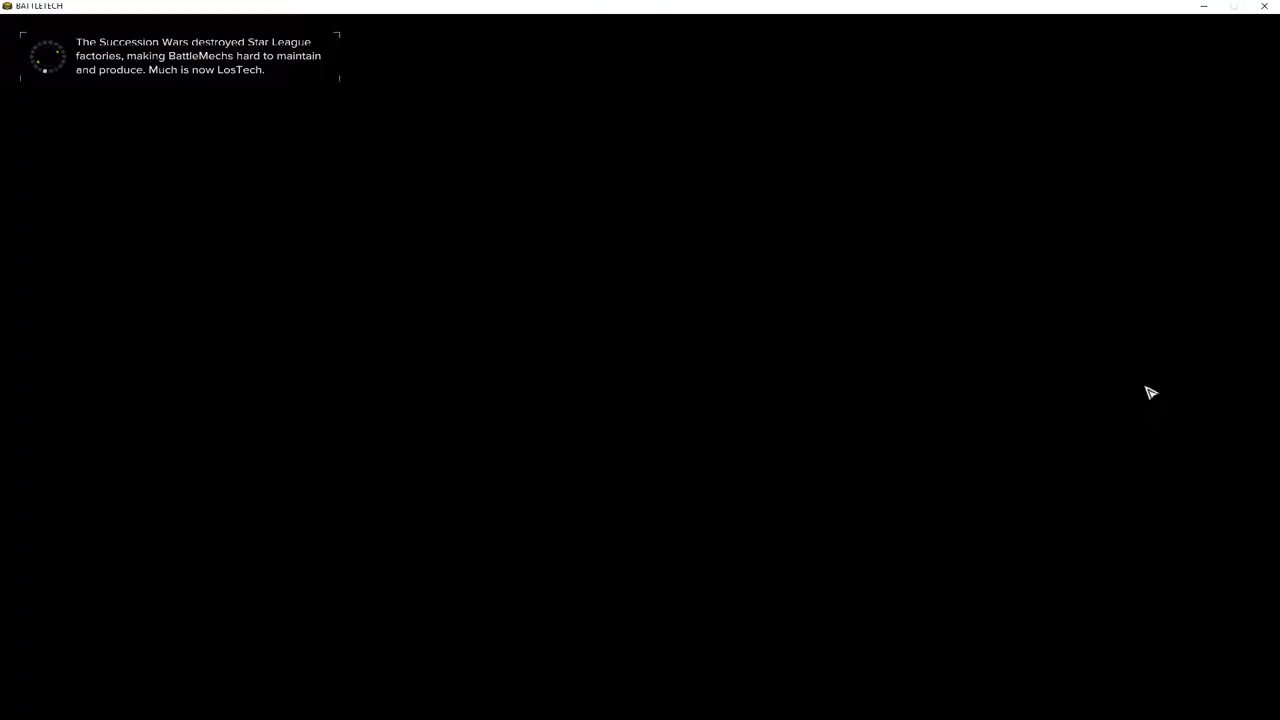 BATTLETECH
The Succession Wars destroyed Star League
factories, making BattleMechs hard to maintain
and produce. Much is now LosTech.